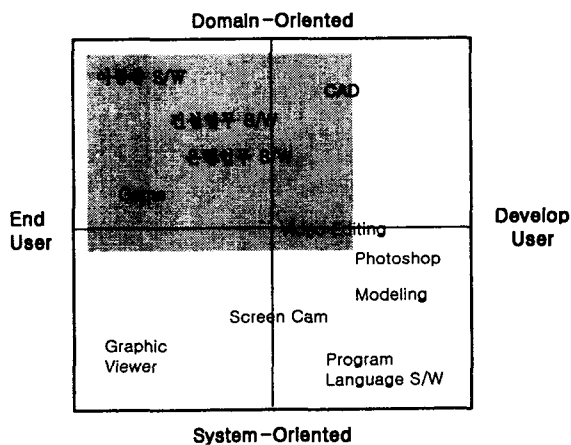 Domain-Oriented
S/W
CAD
S/W
S/W
Game
End
User
Develop
User
Video Editing
Photoshop
Modeling
Screen Cam
Graphic
Viewer
Program
Language S/W
System-Oriented